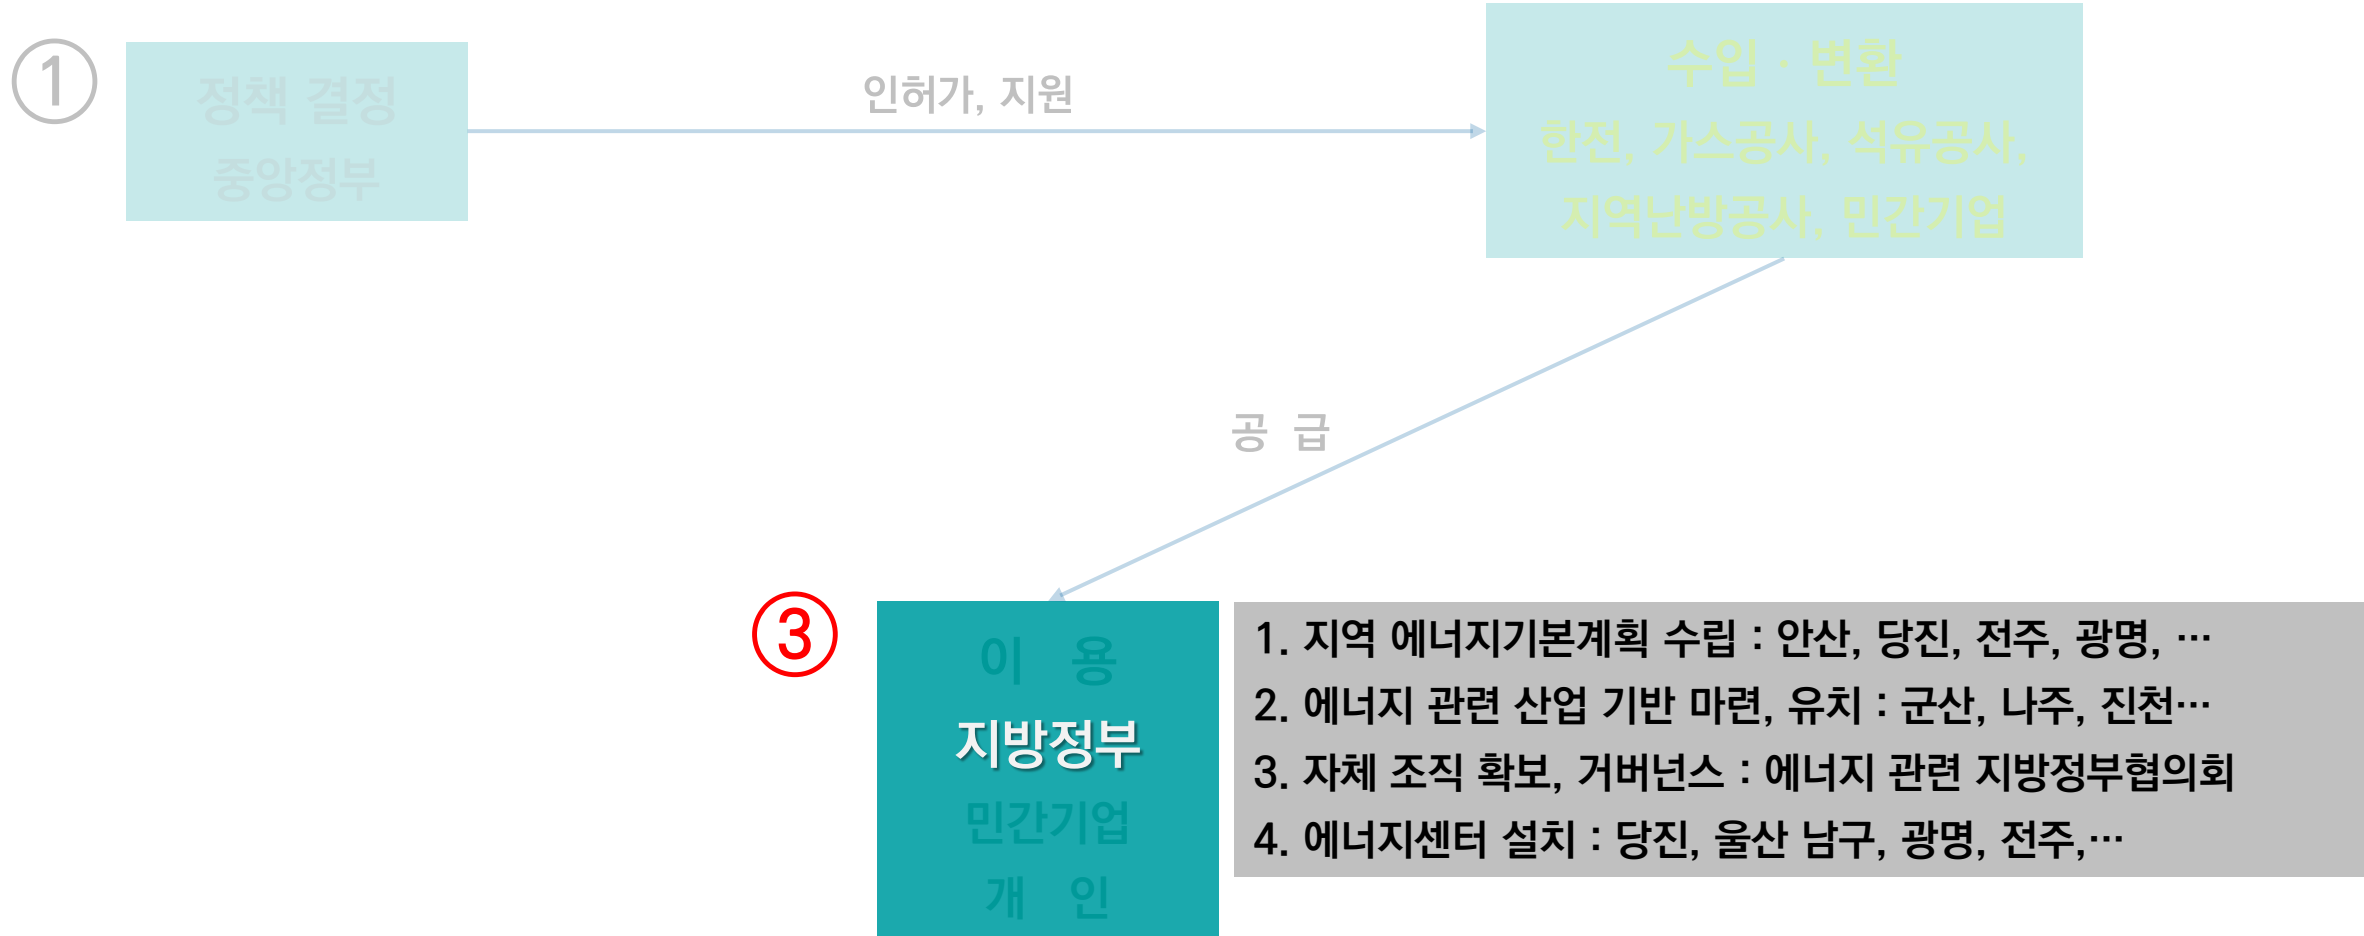 ①
정책 결정
중앙정부
인허가, 지원
수입 · 변환
한전, 가스공사, 석유공사,
지역난방공사, 민간기업
공 급
③
이 용
지방정부
민간기업
개 인
1. 지역 에너지기본계획 수립 : 안산, 당진, 전주, 광명, …
2. 에너지 관련 산업 기반 마련, 유치 : 군산, 나주, 진천…
3. 자체 조직 확보, 거버넌스 : 에너지 관련 지방정부협의회
4. 에너지센터 설치 : 당진, 울산 남구, 광명, 전주,…